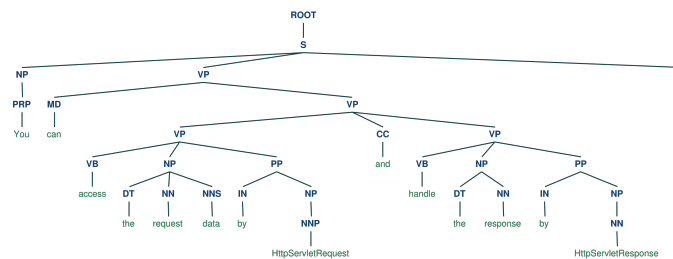 ROOT
S
NP VP
PRP MD VP
You can VP CC VP
VB NP PP and VB NP PP
access DT NN NNS IN NP handle DT NN IN NP
the request data by NNP the response by NN
HttpServletRequest HttpServletResponse